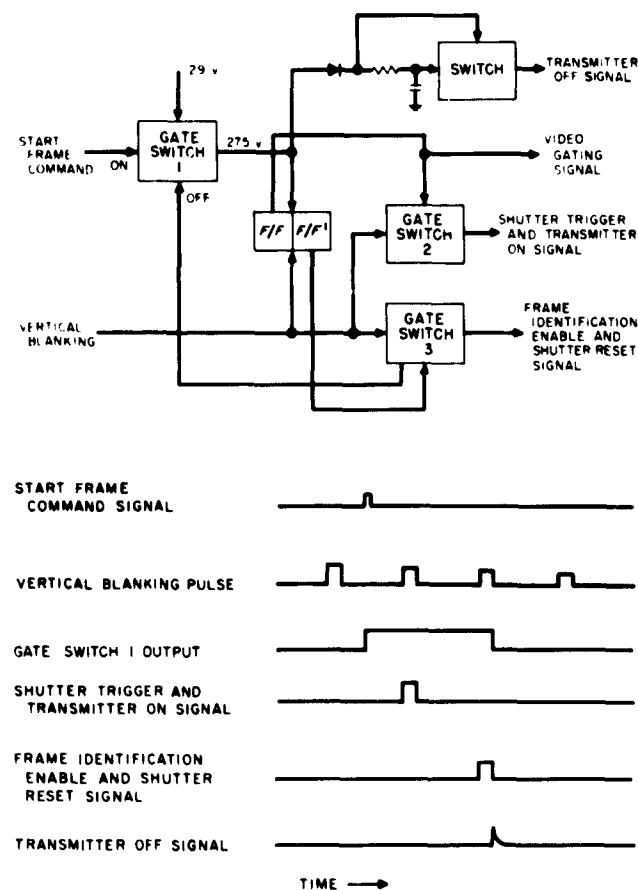 29 v
SWITCH
TRANSMITTER
OFF SIGNAL
START
FRAME
COMMAND
ON
GATE
SWITCH
1
275 v
OFF
VIDEO
GATING
SIGNAL
F/F
F/F'
GATE
SWITCH
2
SHUTTER TRIGGER
AND TRANSMITTER
ON SIGNAL
VERTICAL
BLANKING
GATE
SWITCH
3
FRAME
IDENTIFICATION
ENABLE AND
SHUTTER RESET
SIGNAL
START FRAME
COMMAND SIGNAL
VERTICAL BLANKING PULSE
GATE SWITCH 1 OUTPUT
SHUTTER TRIGGER AND
TRANSMITTER ON SIGNAL
FRAME IDENTIFICATION
ENABLE AND SHUTTER
RESET SIGNAL
TRANSMITTER OFF SIGNAL
TIME